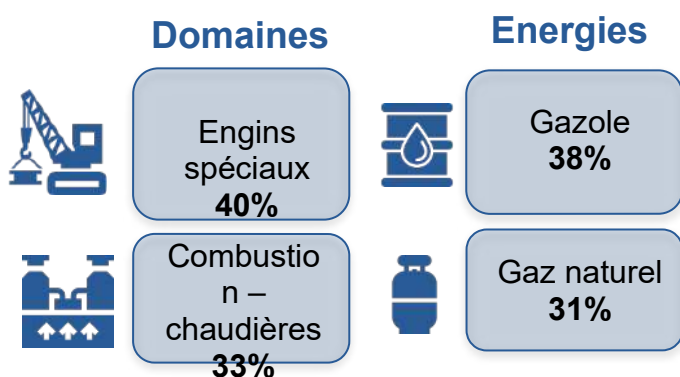 Domaines
Engins
spéciaux
40%
Combustio
n –
chaudières
33%
Energies
Gazole
38%
Gaz naturel
31%